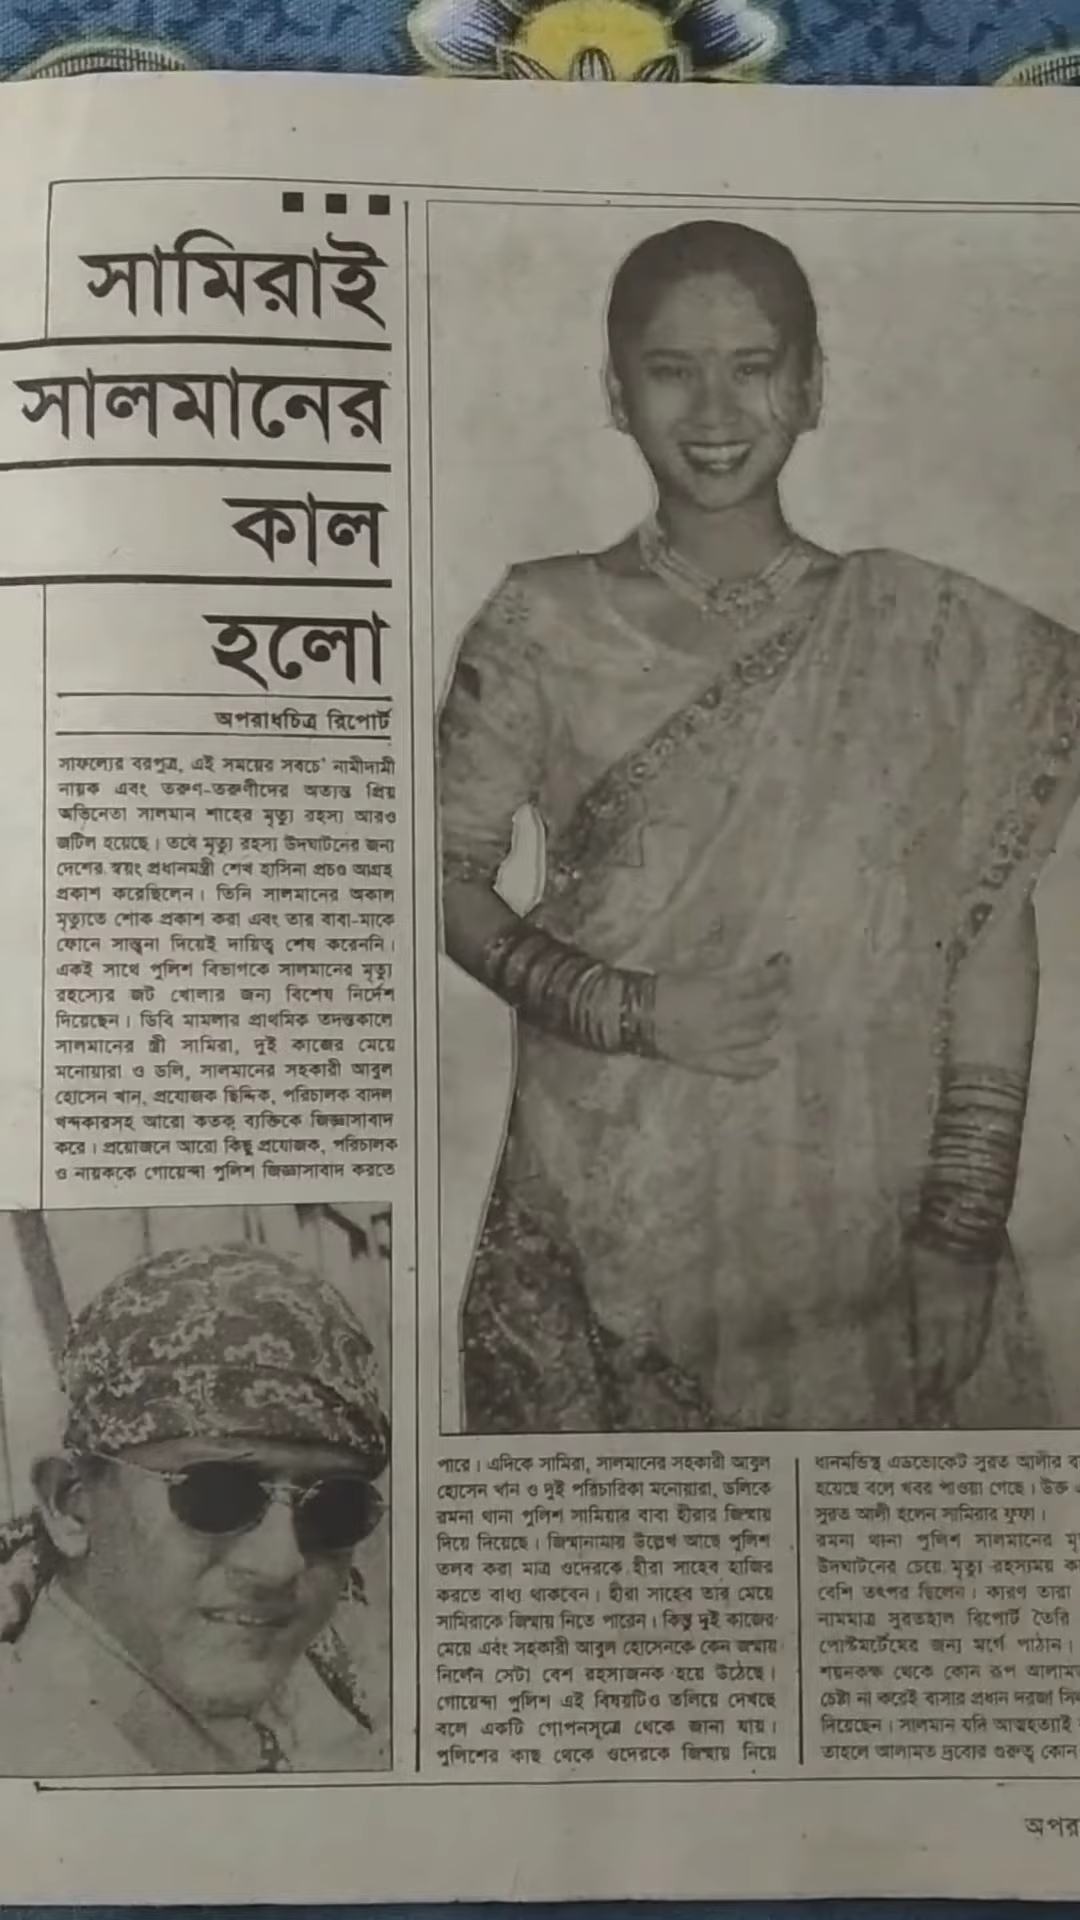 সামিরাই
সালমানের
কাল
হলো
অপরাধচিত্র রিপোর্ট
সাফল্যের বরপুত্র, এই সময়ের সবচে' নামীদামী
নায়ক এবং তরুণ-তরুণীদের অত্যন্ত প্রিয়
অভিনেতা সালমান শাহের মৃত্যু রহস্য আরও
জটিল হয়েছে। তবে মৃত্যু রহস্য উদঘাটনের জন্য
দেশের স্বয়ং প্রধানমন্ত্রী শেখ হাসিনা প্রচণ্ড আগ্রহ
প্রকাশ করেছিলেন। তিনি সালমানের অকাল
মৃত্যুতে শোক প্রকাশ করা এবং তার বাবা-মাকে
ফোনে সান্ত্বনা দিয়েই দায়িত্ব শেষ করেননি।
একই সাথে পুলিশ বিভাগকে সালমানের মৃত্যু
রহস্যের জট খোলার জন্য বিশেষ নির্দেশ
দিয়েছেন। ডিবি মামলার প্রাথমিক তদন্তকালে
সালমানের স্ত্রী সামিরা, দুই কাজের মেয়ে
মনোয়ারা ও ডলি, সালমানের সহকারী আবুল
হোসেন খান, প্রযোজক ছিদ্দিক, পরিচালক বাদল
খন্দকারসহ আরো কতক ব্যক্তিকে জিজ্ঞাসাবাদ
করে। প্রয়োজনে আরো কিছু প্রযোজক, পরিচালক
ও নায়ককে গোয়েন্দা পুলিশ জিজ্ঞাসাবাদ করতে
পারে। এদিকে সামিরা, সালমানের সহকারী আবুল
হোসেন খান ও দুই পরিচারিকা মনোয়ারা, ডলিকে
রমনা থানা পুলিশ সামিরার বাবা হীরার জিম্মায়
দিয়ে দিয়েছে। জিম্মানামায় উল্লেখ আছে পুলিশ
তলব করা মাত্র ওদেরকে হীরা সাহেব হাজির
করতে বাধ্য থাকবেন। হীরা সাহেব তার মেয়ে
সামিরাকে জিম্মায় নিতে পারেন। কিন্তু দুই কাজের
মেয়ে এবং সহকারী আবুল হোসেনকে কেন জম্মায়
নিলেন সেটা বেশ রহস্যজনক হয়ে উঠেছে।
গোয়েন্দা পুলিশ এই বিষয়টিও তলিয়ে দেখছে
বলে একটি গোপনসূত্রে থেকে জানা যায়।
পুলিশের কাছ থেকে ওদেরকে জিম্মায় নিয়ে
ধানমন্ডিস্থ এডভোকেট সুরত আলীর
হয়েছে বলে খবর পাওয়া গেছে। উক্ত
সুরত আলী হলেন সামিরার ফুফা।
রমনা থানা পুলিশ সালমানের
উদঘাটনের চেয়ে মৃত্যু রহস্যময়
বেশি তৎপর ছিলেন। কারণ তারা
নামমাত্র সুরতহাল রিপোর্ট তৈরি
পোস্টমর্টেমের জন্য মর্গে পাঠান।
শয়নকক্ষ থেকে কোন রূপ
চেষ্টা না করেই বাসার প্রধান দরজা
দিয়েছেন। সালমান যদি আত্মহত্যাই
তাহলে আলামত দ্রব্যের গুরুত্ব কোন